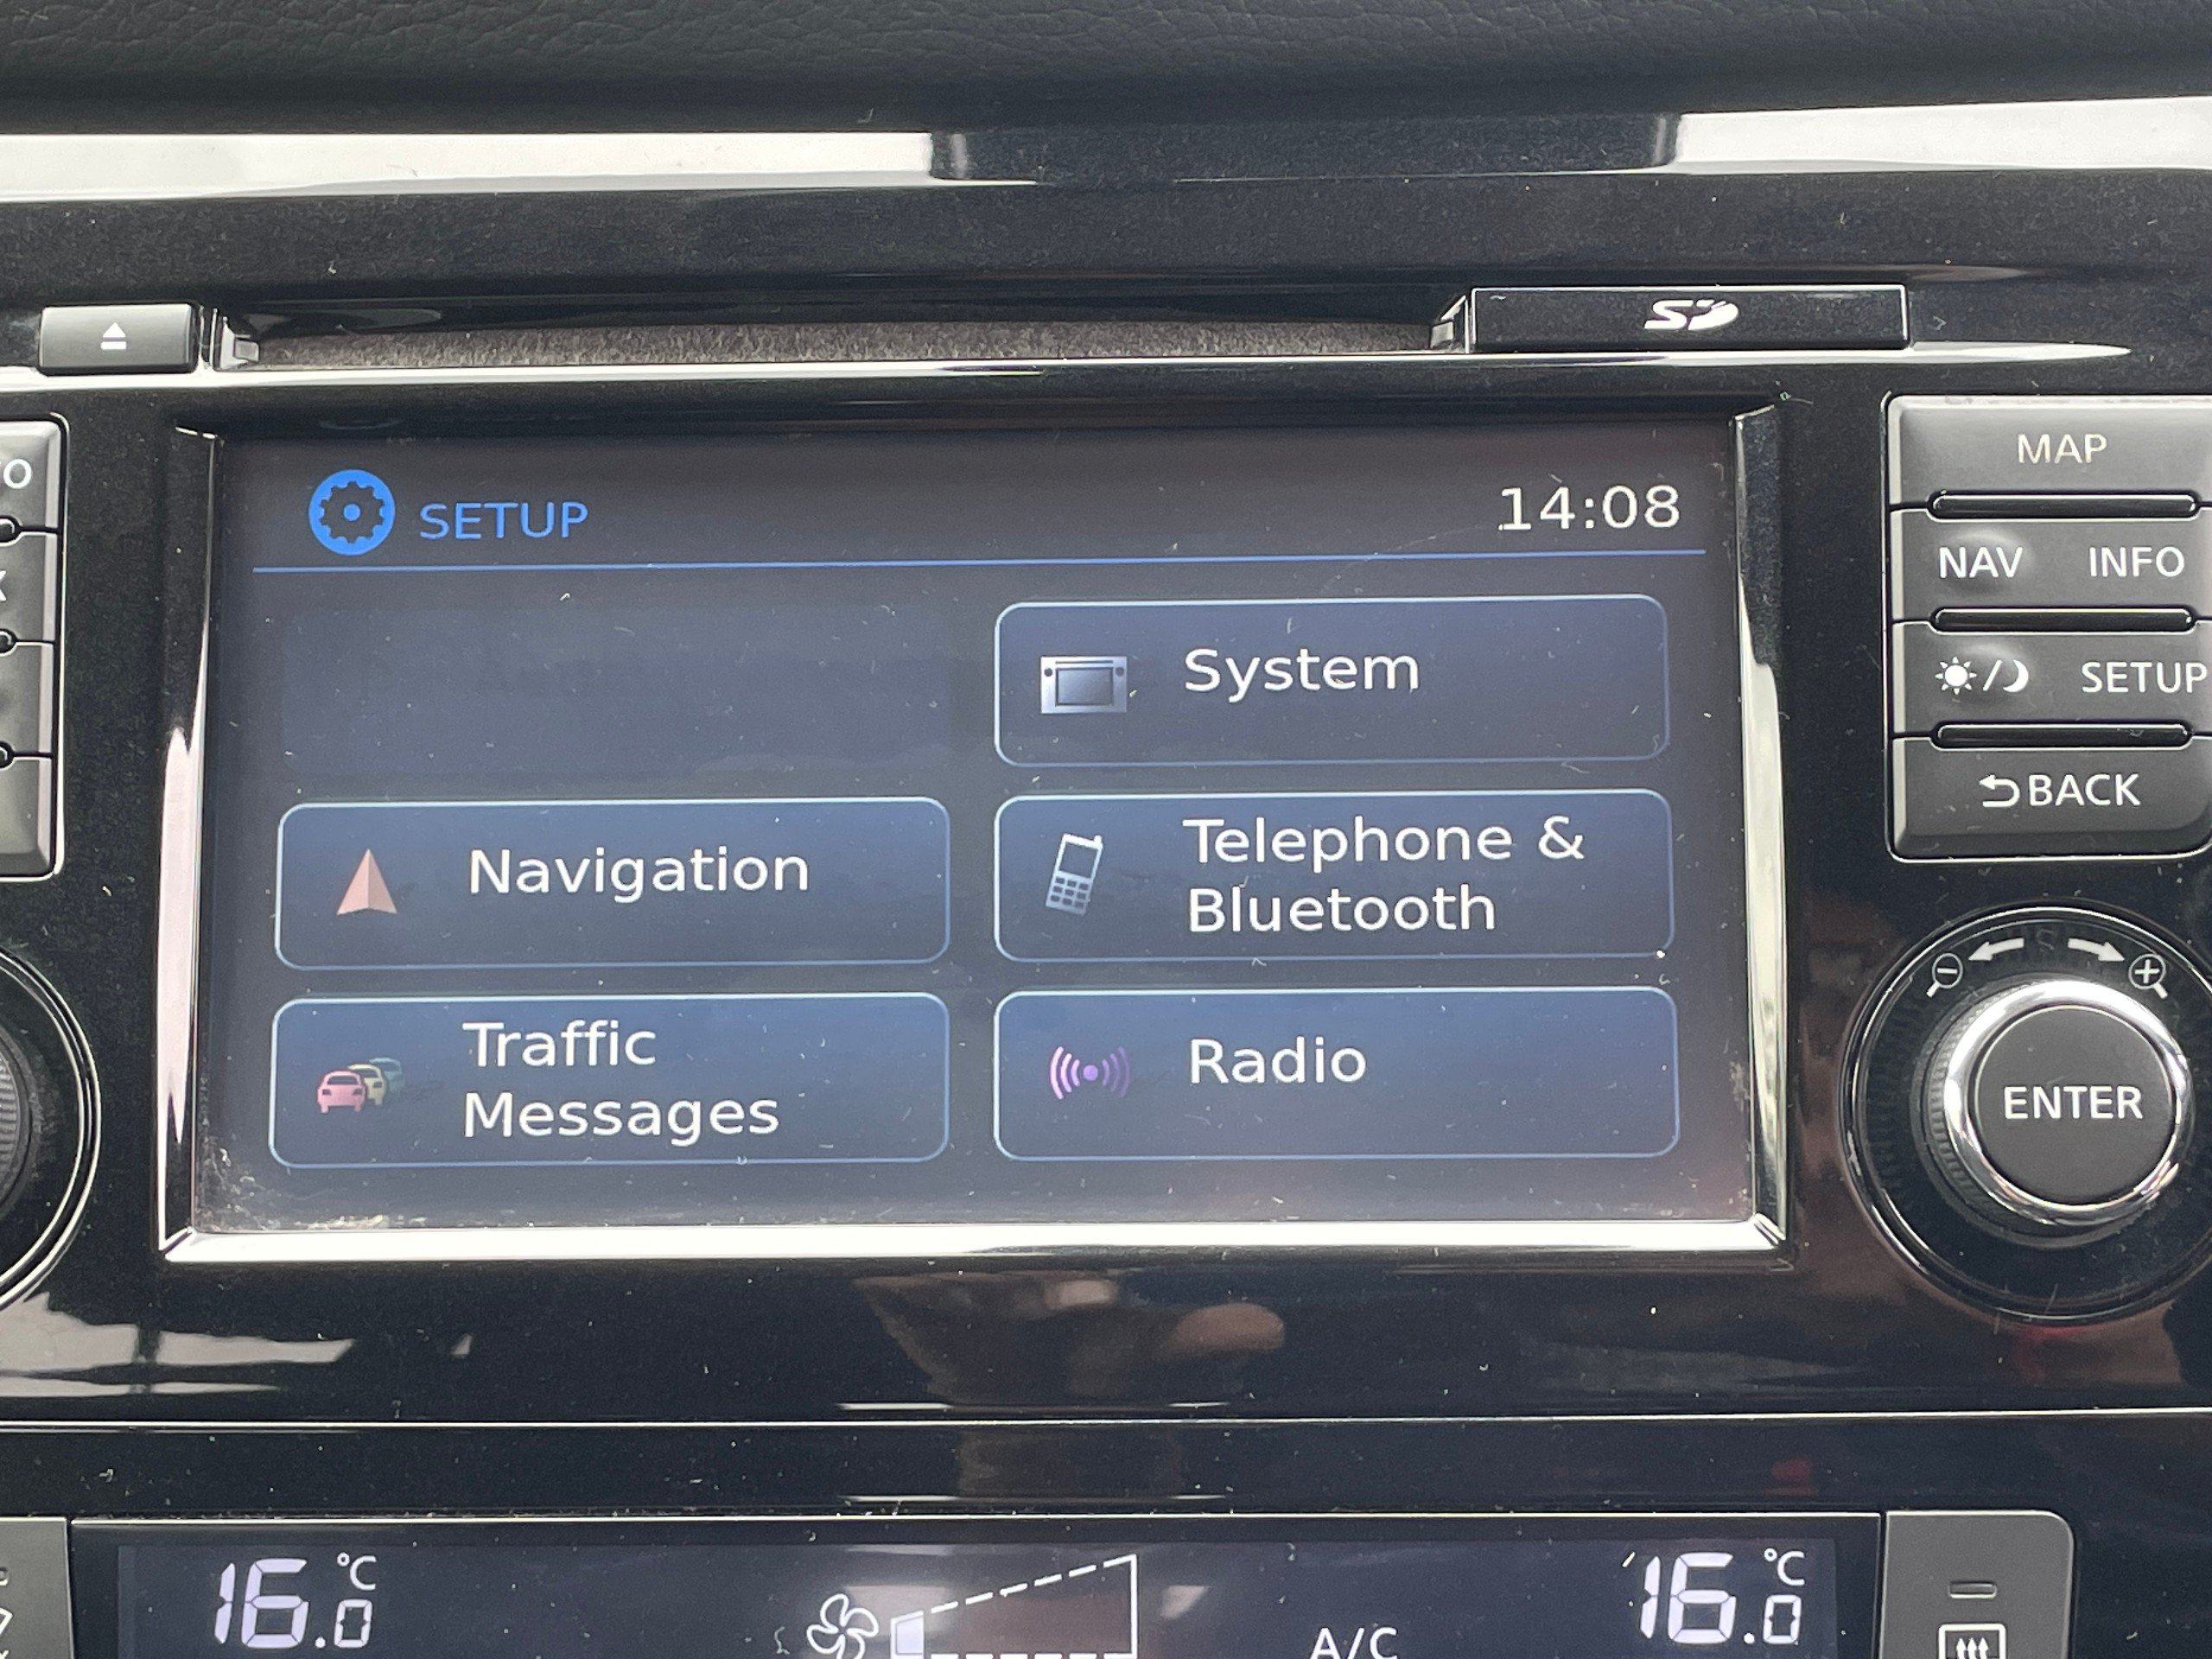 SD
SETUP 14:08
MAP
NAV INFO
System
SETUP
Navigation
Telephone &
Bluetooth
BACK
Traffic
Messages
Radio
ENTER
16.0 °C
A/C
16.0 °C